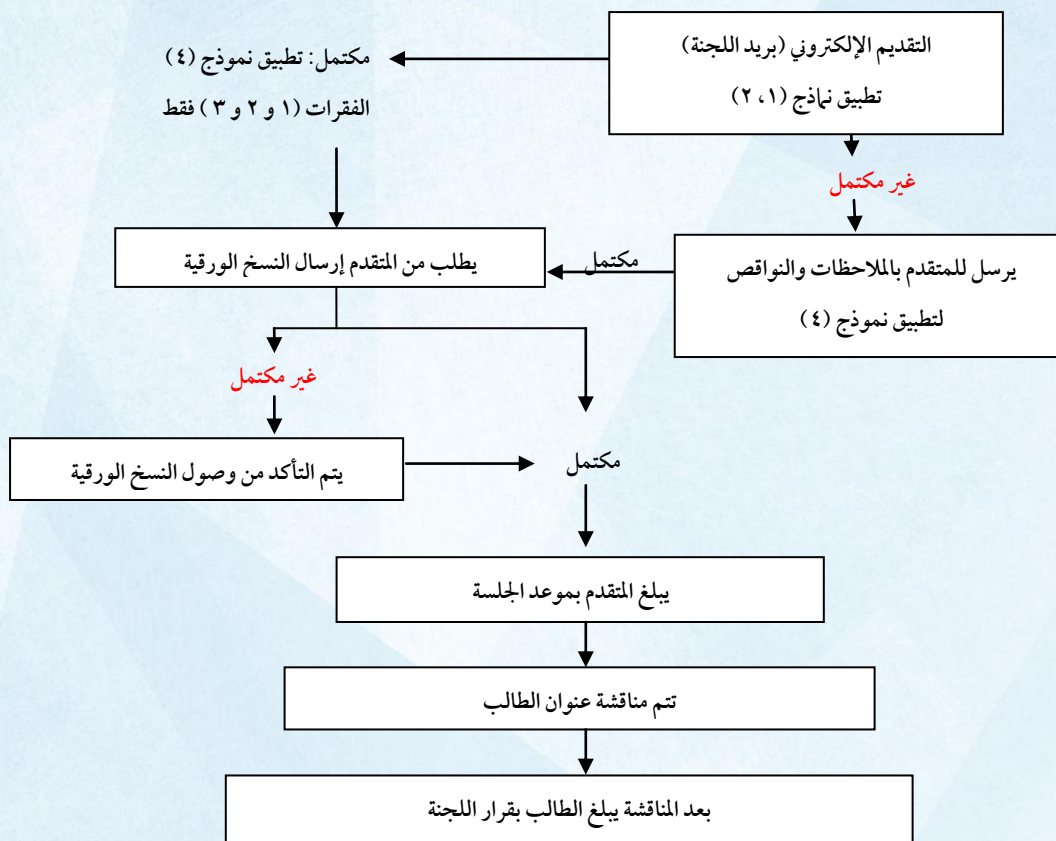 التقديم الإلكتروني (بريد اللجنة)
تطبيق نماذج (١، ٢)
مكتمل: تطبيق نموذج (٤)
الفقرات (١ و ٢ و ٣) فقط
غير مكتمل
يرسل للمتقدم بالملاحظات والنواقص
لتطبيق نموذج (٤)
مكتمل
يطلب من المتقدم إرسال النسخ الورقية
غير مكتمل
مكتمل
يتم التأكد من وصول النسخ الورقية
يبلغ المتقدم بموعد الجلسة
تتم مناقشة عنوان الطالب
بعد المناقشة يبلغ الطالب بقرار اللجنة